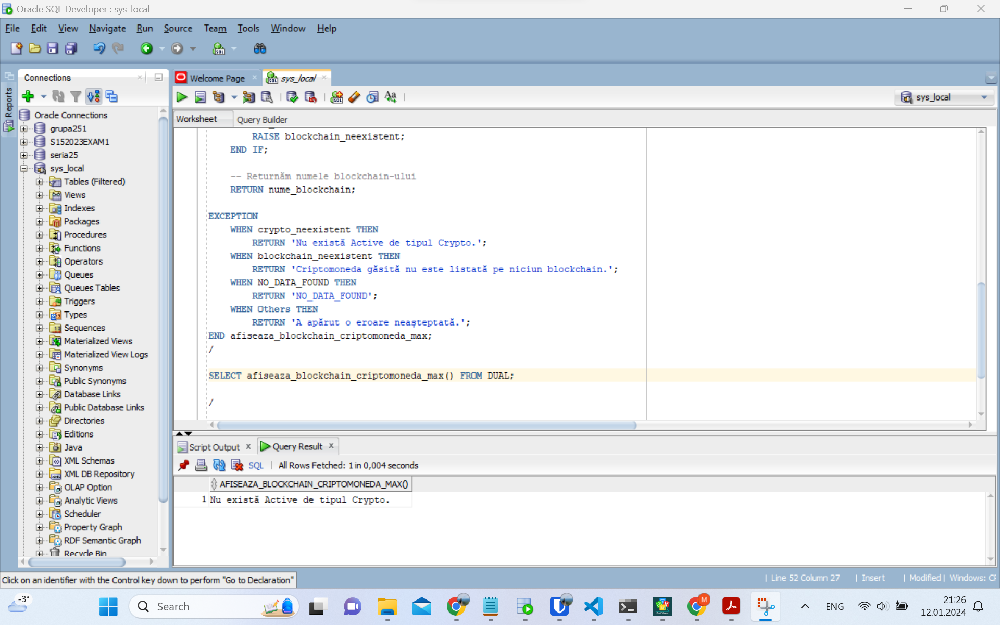 Oracle SQL Developer : sys_local
File Edit View Navigate Run Source Team Tools Window Help
Reports
Connections
Oracle Connections
grupa251
S152023EXAM1
seria25
sys_local
Tables (Filtered)
Views
Indexes
Packages
Procedures
Functions
Operators
Queues
Queues Tables
Triggers
Types
Sequences
Materialized Views
Materialized View Logs
Synonyms
Public Synonyms
Database Links
Public Database Links
Directories
Editions
Java
XML Schemas
XML DB Repository
OLAP Option
Analytic Views
Scheduler
Property Graph
RDF Semantic Graph
Recycle Bin
Welcome Page
sys_local
sys_local
Worksheet Query Builder
RAISE blockchain_neexistent;
END IF;
-- Returnăm numele blockchain-ului
RETURN nume_blockchain;
EXCEPTION
WHEN crypto_neexistent THEN
RETURN 'Nu există Active de tipul Crypto.';
WHEN blockchain_neexistent THEN
RETURN 'Criptomoneda găsită nu este listată pe niciun blockchain.';
WHEN NO_DATA_FOUND THEN
RETURN 'NO_DATA_FOUND';
WHEN Others THEN
RETURN 'A apărut o eroare neașteptată.';
END afiseaza_blockchain_criptomoneda_max;
/
SELECT afiseaza_blockchain_criptomoneda_max() FROM DUAL;
/
Script Output x Query Result x
SQL | All Rows Fetched: 1 in 0,004 seconds
AFISEAZA_BLOCKCHAIN_CRIPTOMONEDA_MAX()
1 Nu există Active de tipul Crypto.
Click on an identifier with the Control key down to perform "Go to Declaration"
| Line 52 Column 27 | Insert | Modified | Windows: CF
-3°
Search
ENG
21:26
12.01.2024